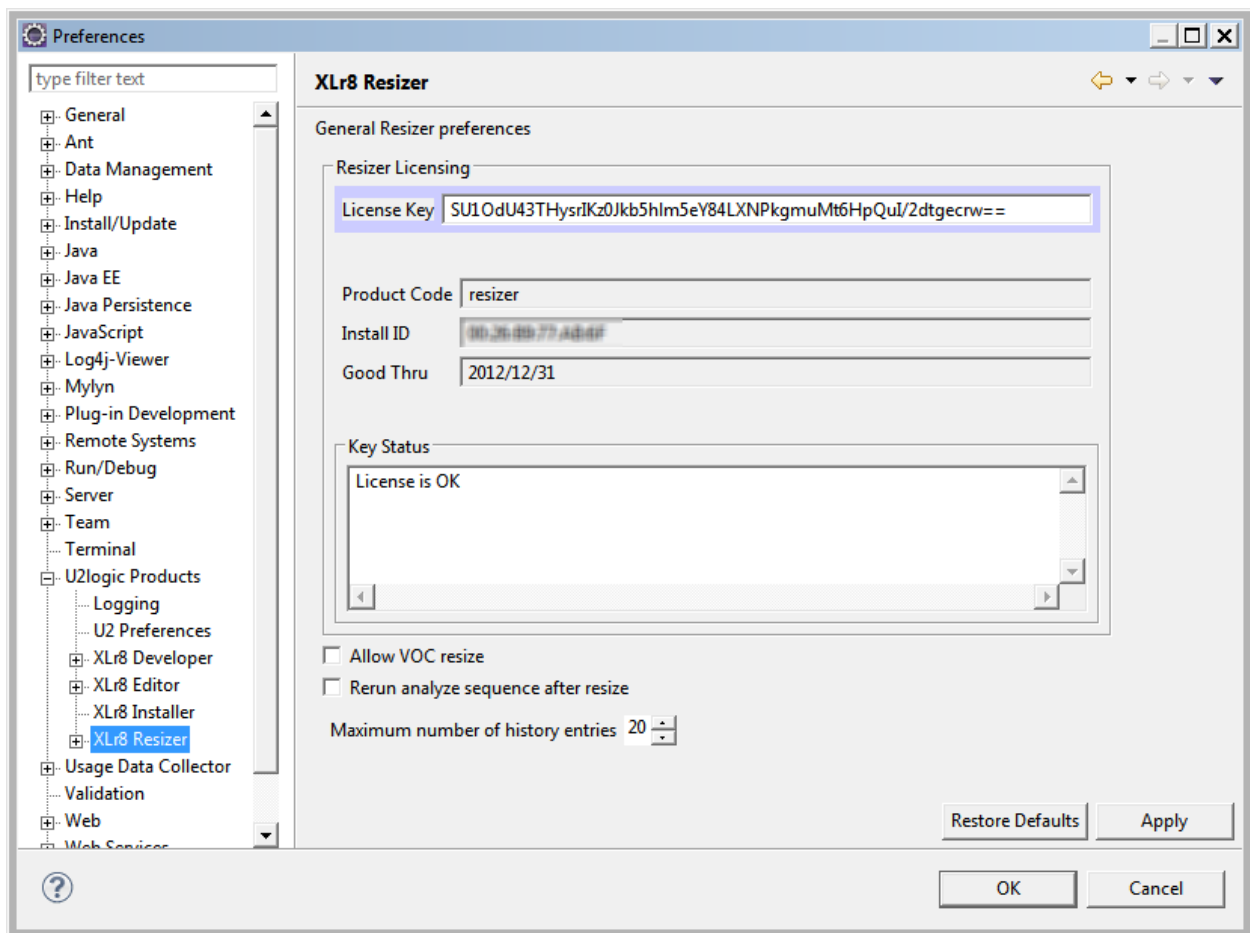 Preferences
type filter text
General
Ant
Data Management
Help
Install/Update
Java
Java EE
Java Persistence
JavaScript
Log4j-Viewer
Mylyn
Plug-in Development
Remote Systems
Run/Debug
Server
Team
Terminal
U2logic Products
Logging
U2 Preferences
XLr8 Developer
XLr8 Editor
XLr8 Installer
XLr8 Resizer
Usage Data Collector
Validation
Web
Web Services
XLr8 Resizer
General Resizer preferences
Resizer Licensing
License Key SU1OdU43THysrIKz0Jkb5hIm5eY84LXNPkgmuMt6HpQuI/2dtgecrw==
Product Code resizer
Install ID
Good Thru 2012/12/31
Key Status
License is OK
Allow VOC resize
Rerun analyze sequence after resize
Maximum number of history entries 20
Restore Defaults Apply
OK Cancel